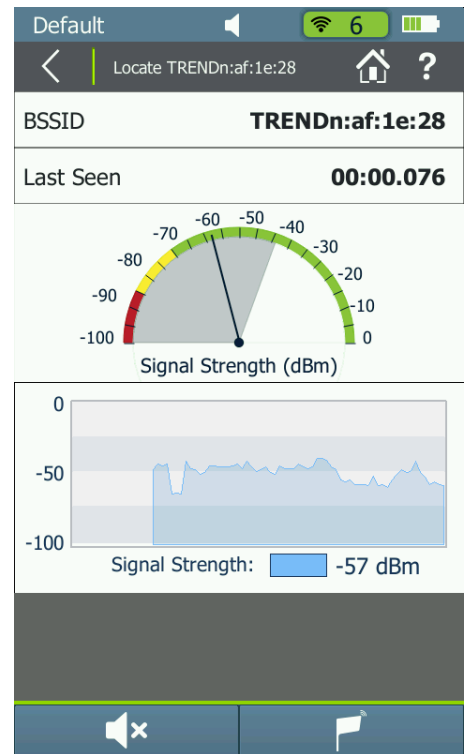 Default 6
Locate TRENDn:af:1e:28 ?
BSSID TRENDn:af:1e:28
Last Seen 00:00.076
-100 -90 -80 -70 -60 -50 -40 -30 -20 -10 0
Signal Strength (dBm)
0
-50
-100
Signal Strength: -57 dBm